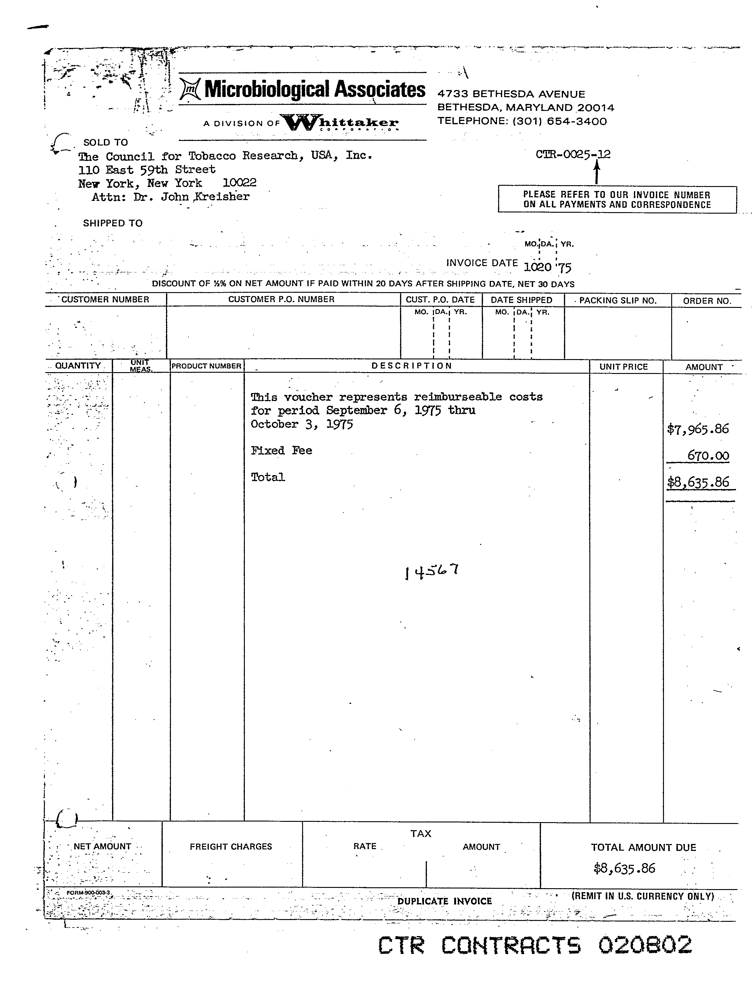 Microbiological Associates
A DIVISION OF Whittaker
CORPORATION
4733 BETHESDA AVENUE
BETHESDA, MARYLAND 20014
TELEPHONE: (301) 654-3400
SOLD TO
The Council for Tobacco Research, USA, Inc.
110 East 59th Street
New York, New York 10022
Attn: Dr. John Kreisher
CTR-0025-12
PLEASE REFER TO OUR INVOICE NUMBER
ON ALL PAYMENTS AND CORRESPONDENCE
SHIPPED TO
MO. DA. YR.
INVOICE DATE 1020 '75
DISCOUNT OF ½% ON NET AMOUNT IF PAID WITHIN 20 DAYS AFTER SHIPPING DATE, NET 30 DAYS
CUSTOMER NUMBER CUSTOMER P.O. NUMBER CUST. P.O. DATE DATE SHIPPED PACKING SLIP NO. ORDER NO.
MO. DA. YR. MO. DA. YR.
QUANTITY UNIT MEAS. PRODUCT NUMBER DESCRIPTION UNIT PRICE AMOUNT
This voucher represents reimburseable costs
for period September 6, 1975 thru
October 3, 1975 $7,965.86
Fixed Fee 670.00
Total $8,635.86
14567
TAX
NET AMOUNT FREIGHT CHARGES RATE AMOUNT TOTAL AMOUNT DUE
$8,635.86
FORM-900-003-3
DUPLICATE INVOICE
(REMIT IN U.S. CURRENCY ONLY)
CTR CONTRACTS 020802